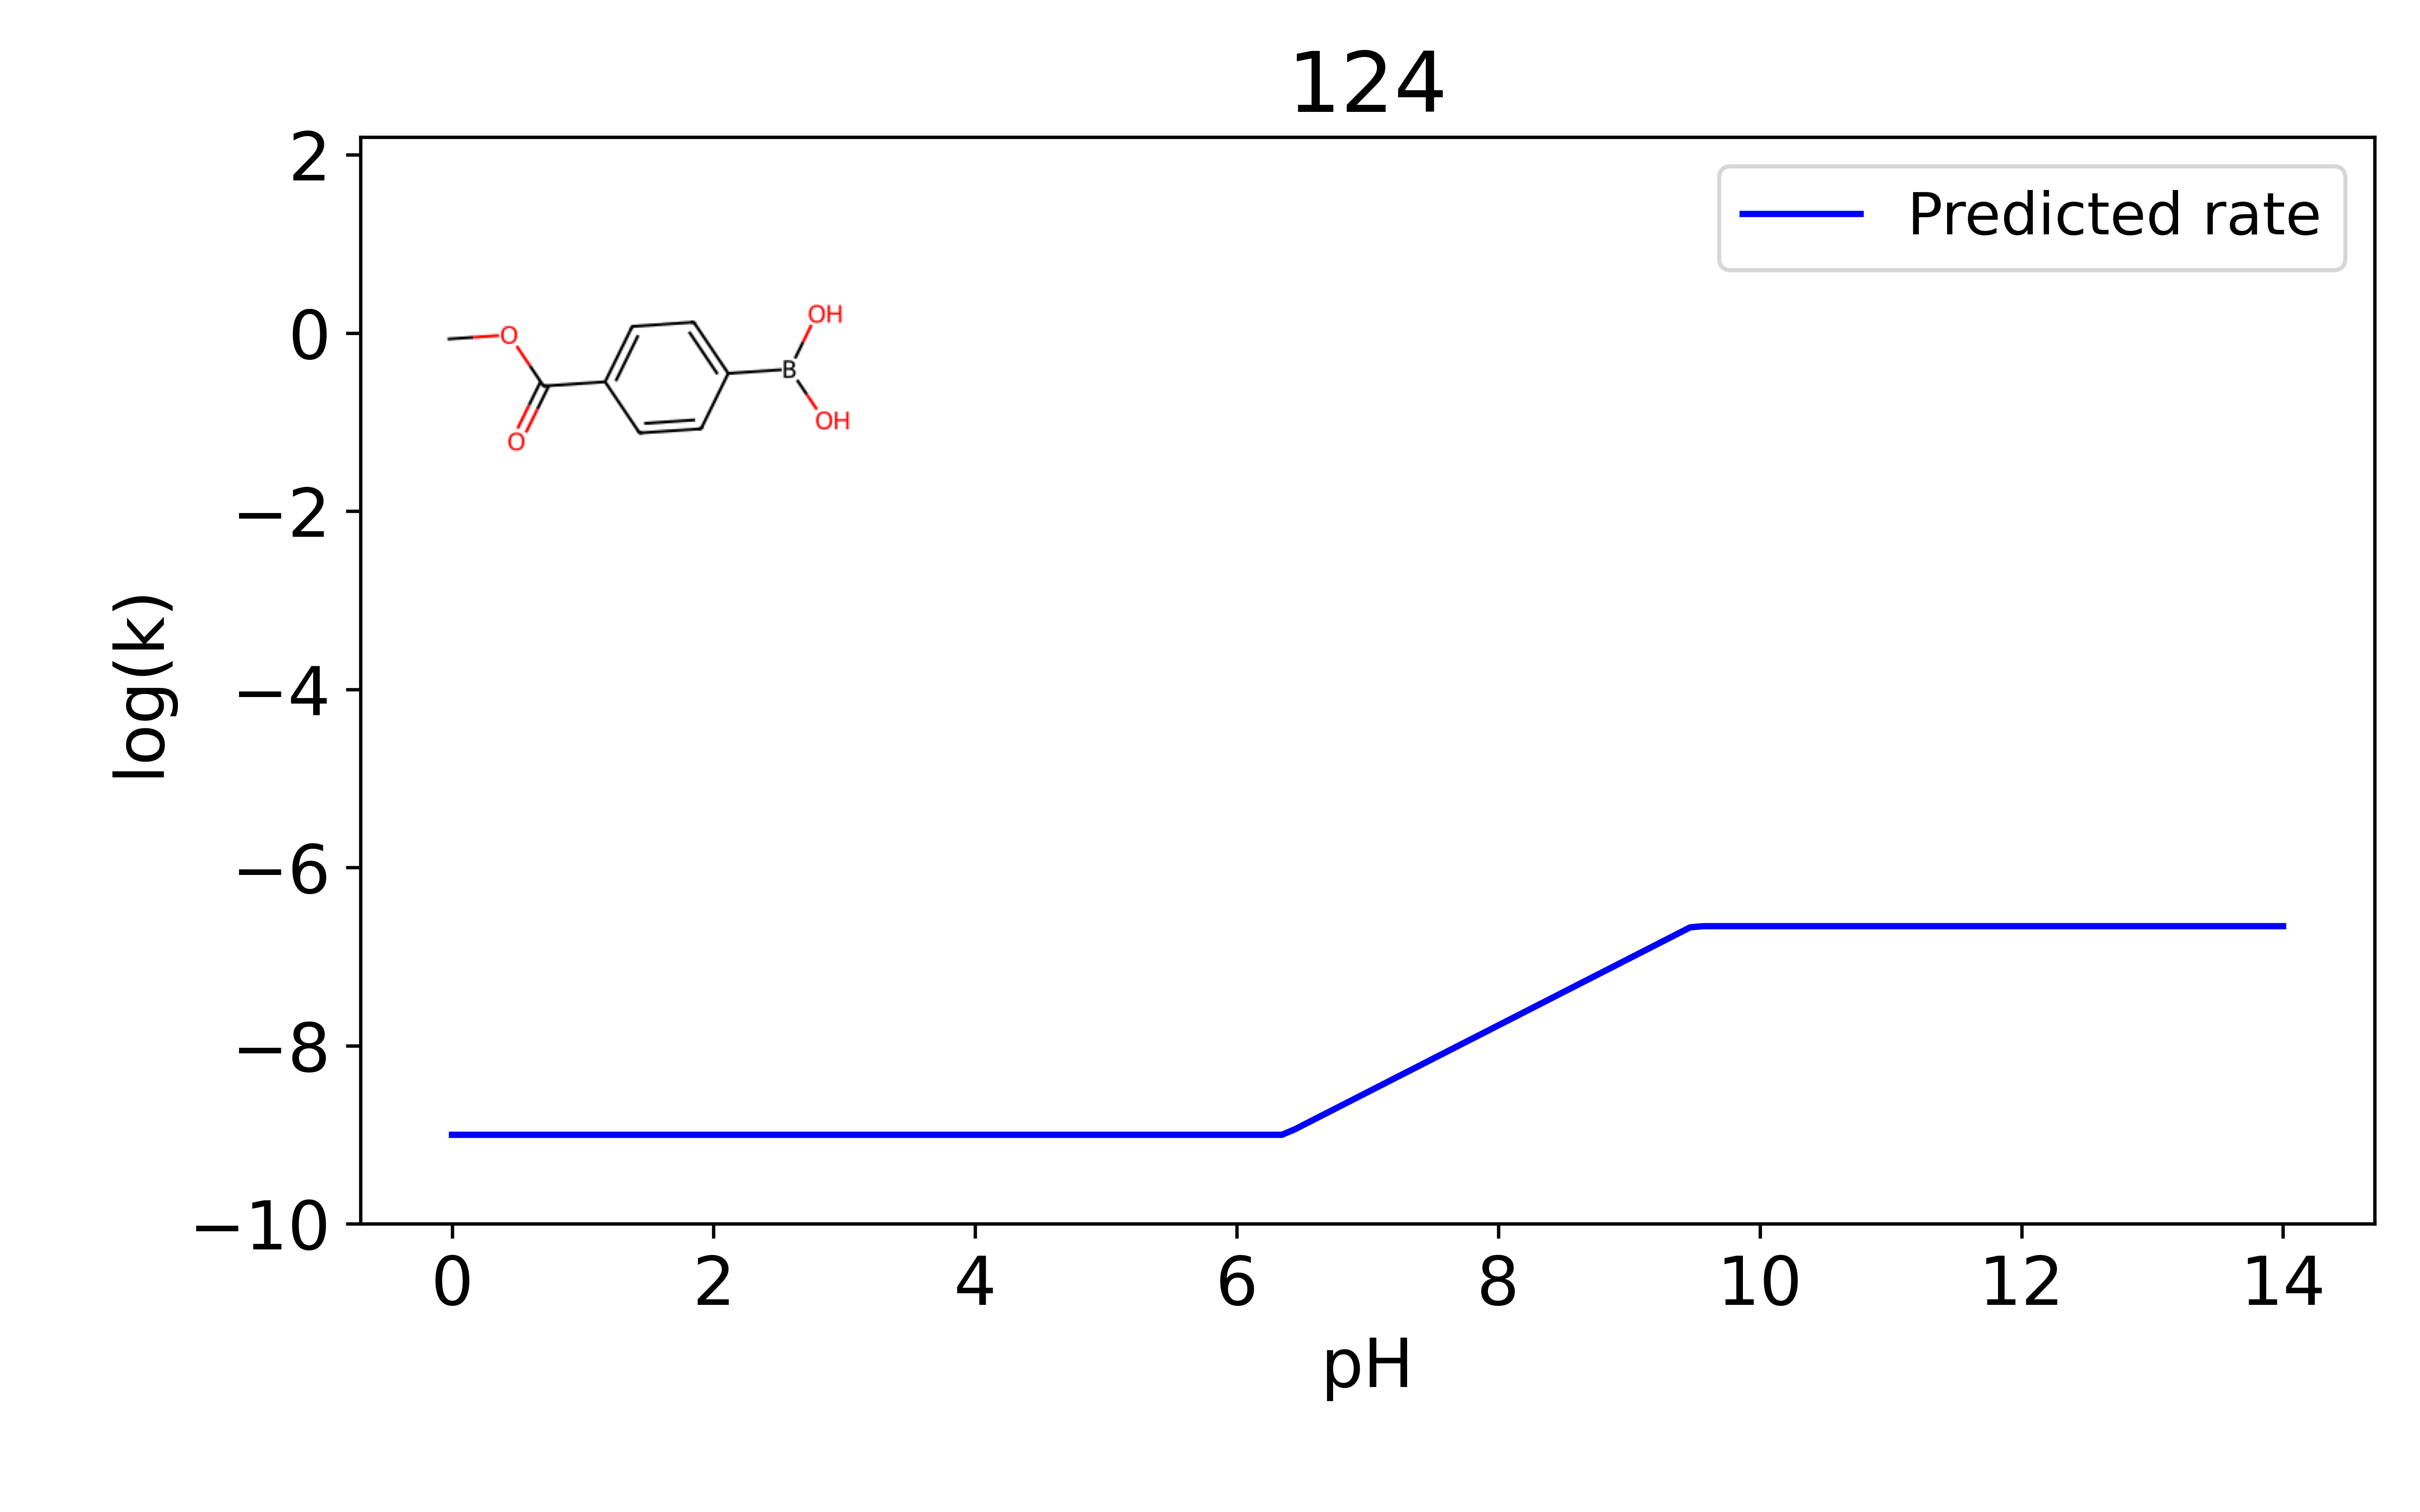 124
Predicted rate
log(k)
2
0
−2
−4
−6
−8
−10
O
O
B
OH
OH
0 2 4 6 8 10 12 14
pH